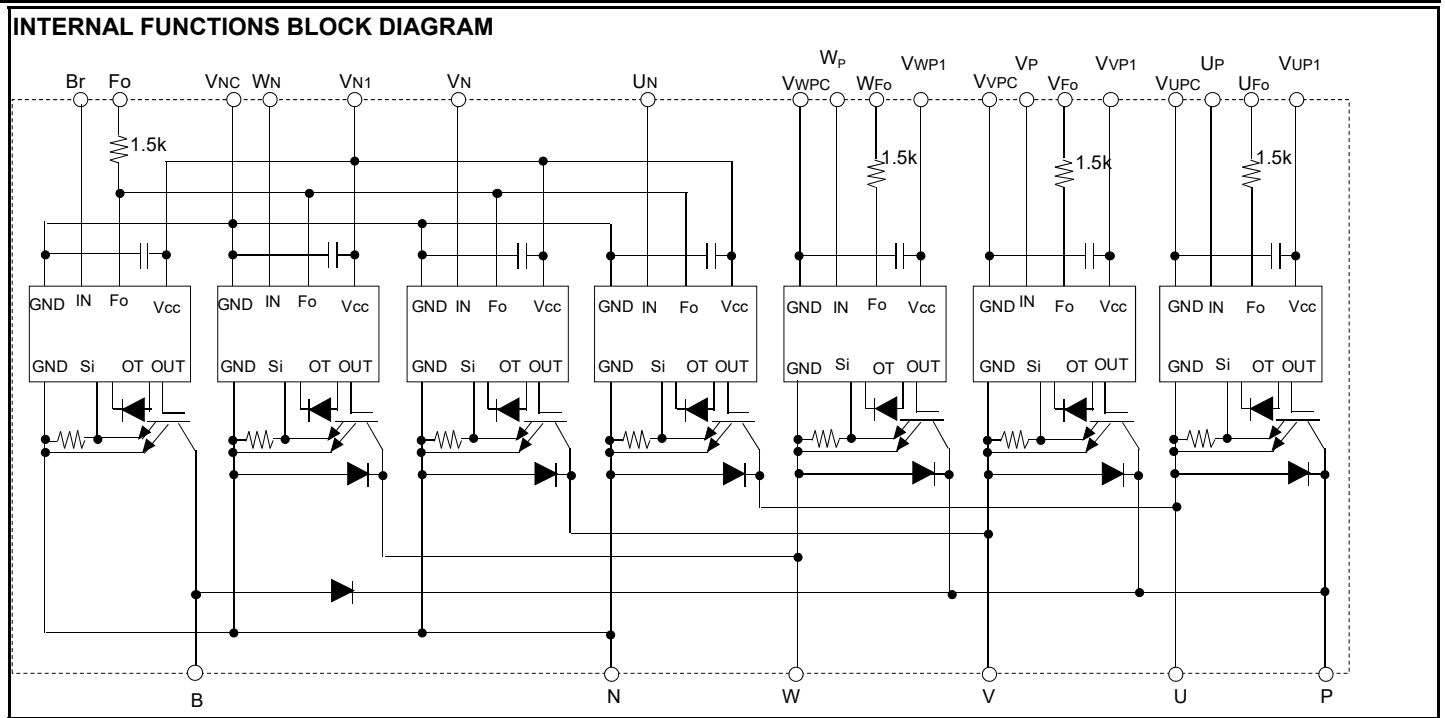 INTERNAL FUNCTIONS BLOCK DIAGRAM
WP VWP1 VP VVP1 UP VUP1
Br Fo VNC WN VN1 VN UN VWPC WFo VVPC VFo VUPC UFo
1.5k 1.5k 1.5k 1.5k
GND IN Fo Vcc GND IN Fo Vcc GND IN Fo Vcc GND IN Fo Vcc GND IN Fo Vcc GND IN Fo Vcc GND IN Fo Vcc
GND Si OT OUT GND Si OT OUT GND Si OT OUT GND Si OT OUT GND Si OT OUT GND Si OT OUT GND Si OT OUT
B N W V U P